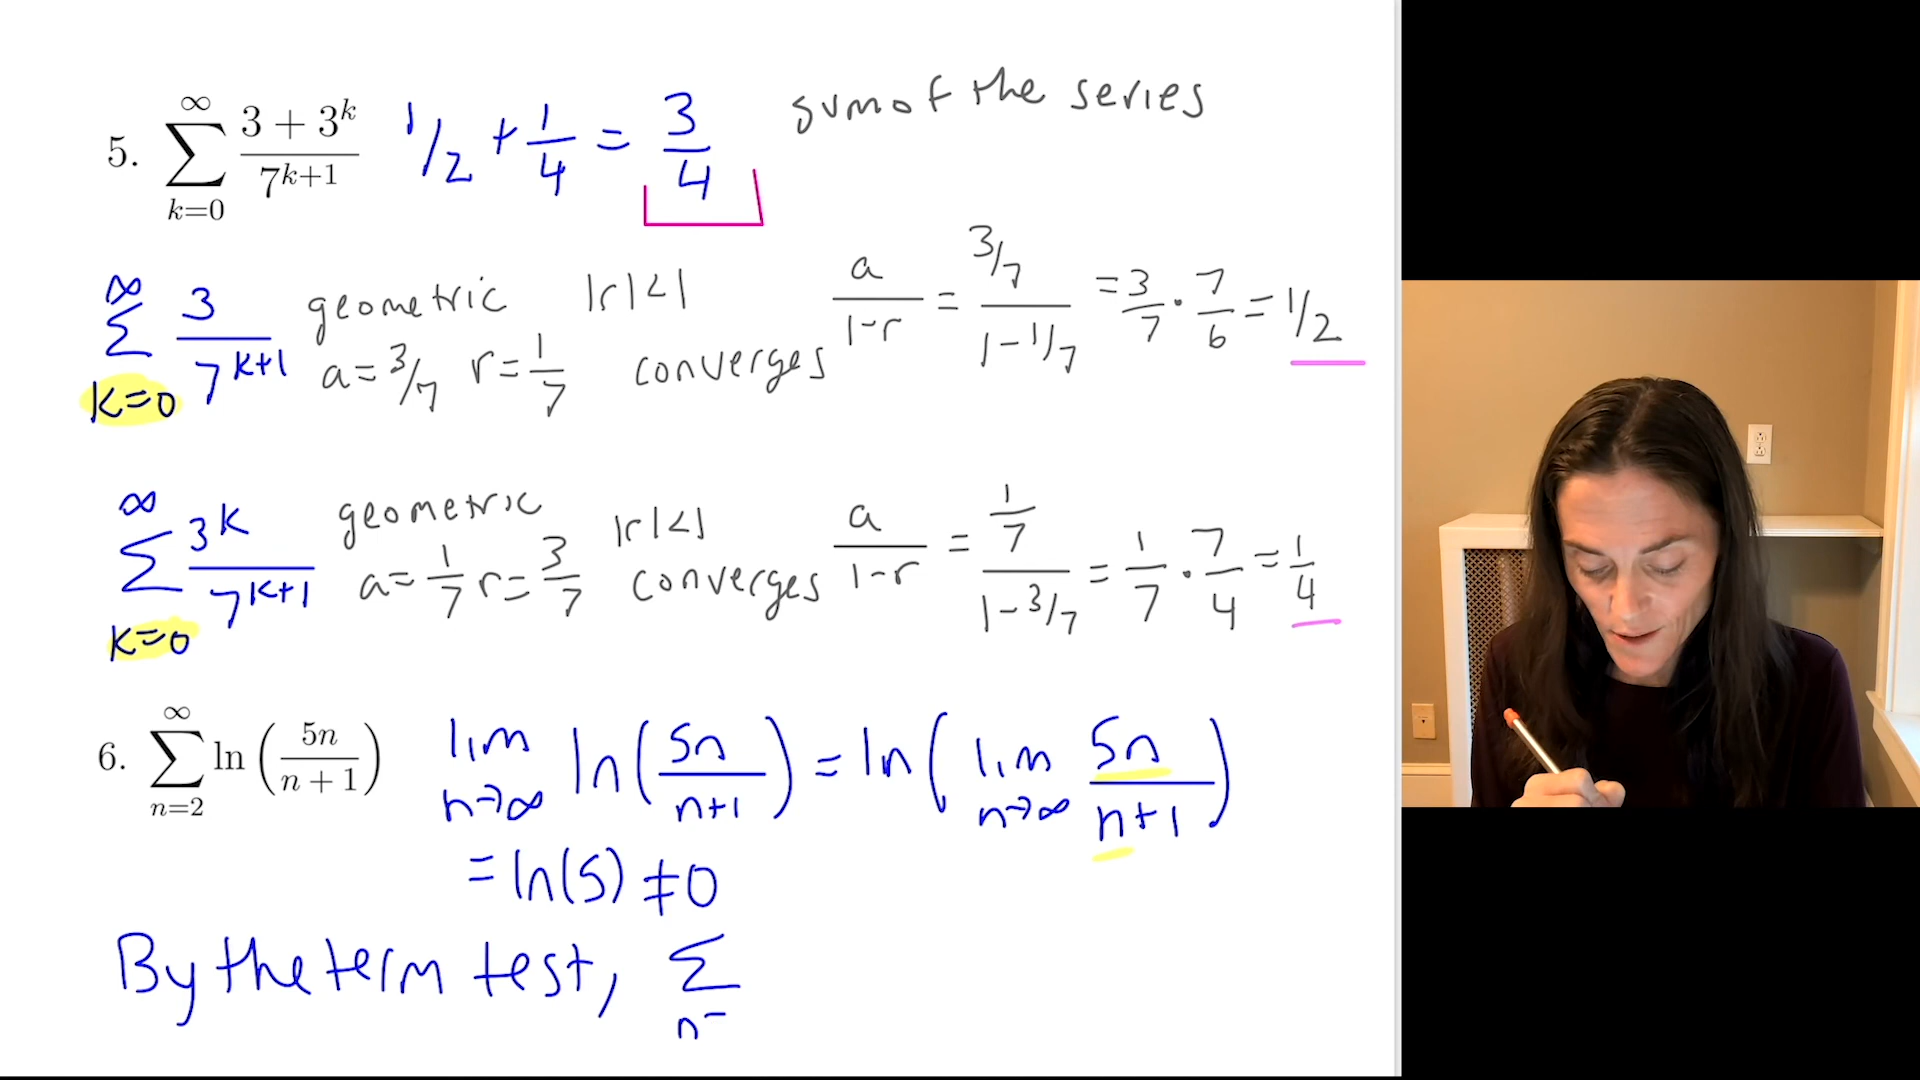 5. ∑_{k=0}^{∞} (3 + 3^k)/(7^{k+1}) 1/2 + 1/4 = 3/4 sum of the series
∑_{k=0}^{∞} 3/(7^{k+1}) geometric |r|<1 a/(1-r) = (3/7)/(1-1/7) = 3/7 · 7/6 = 1/2
a = 3/7 r = 1/7 converges
∑_{k=0}^{∞} 3^k/(7^{k+1}) geometric |r|<1 a/(1-r) = (1/7)/(1-3/7) = 1/7 · 7/4 = 1/4
a = 1/7 r = 3/7 converges
6. ∑_{n=2}^{∞} ln(5n/(n+1)) lim_{n→∞} ln(5n/(n+1)) = ln(lim_{n→∞} 5n/(n+1))
= ln(5) ≠ 0
By the term test, ∑_{n=}